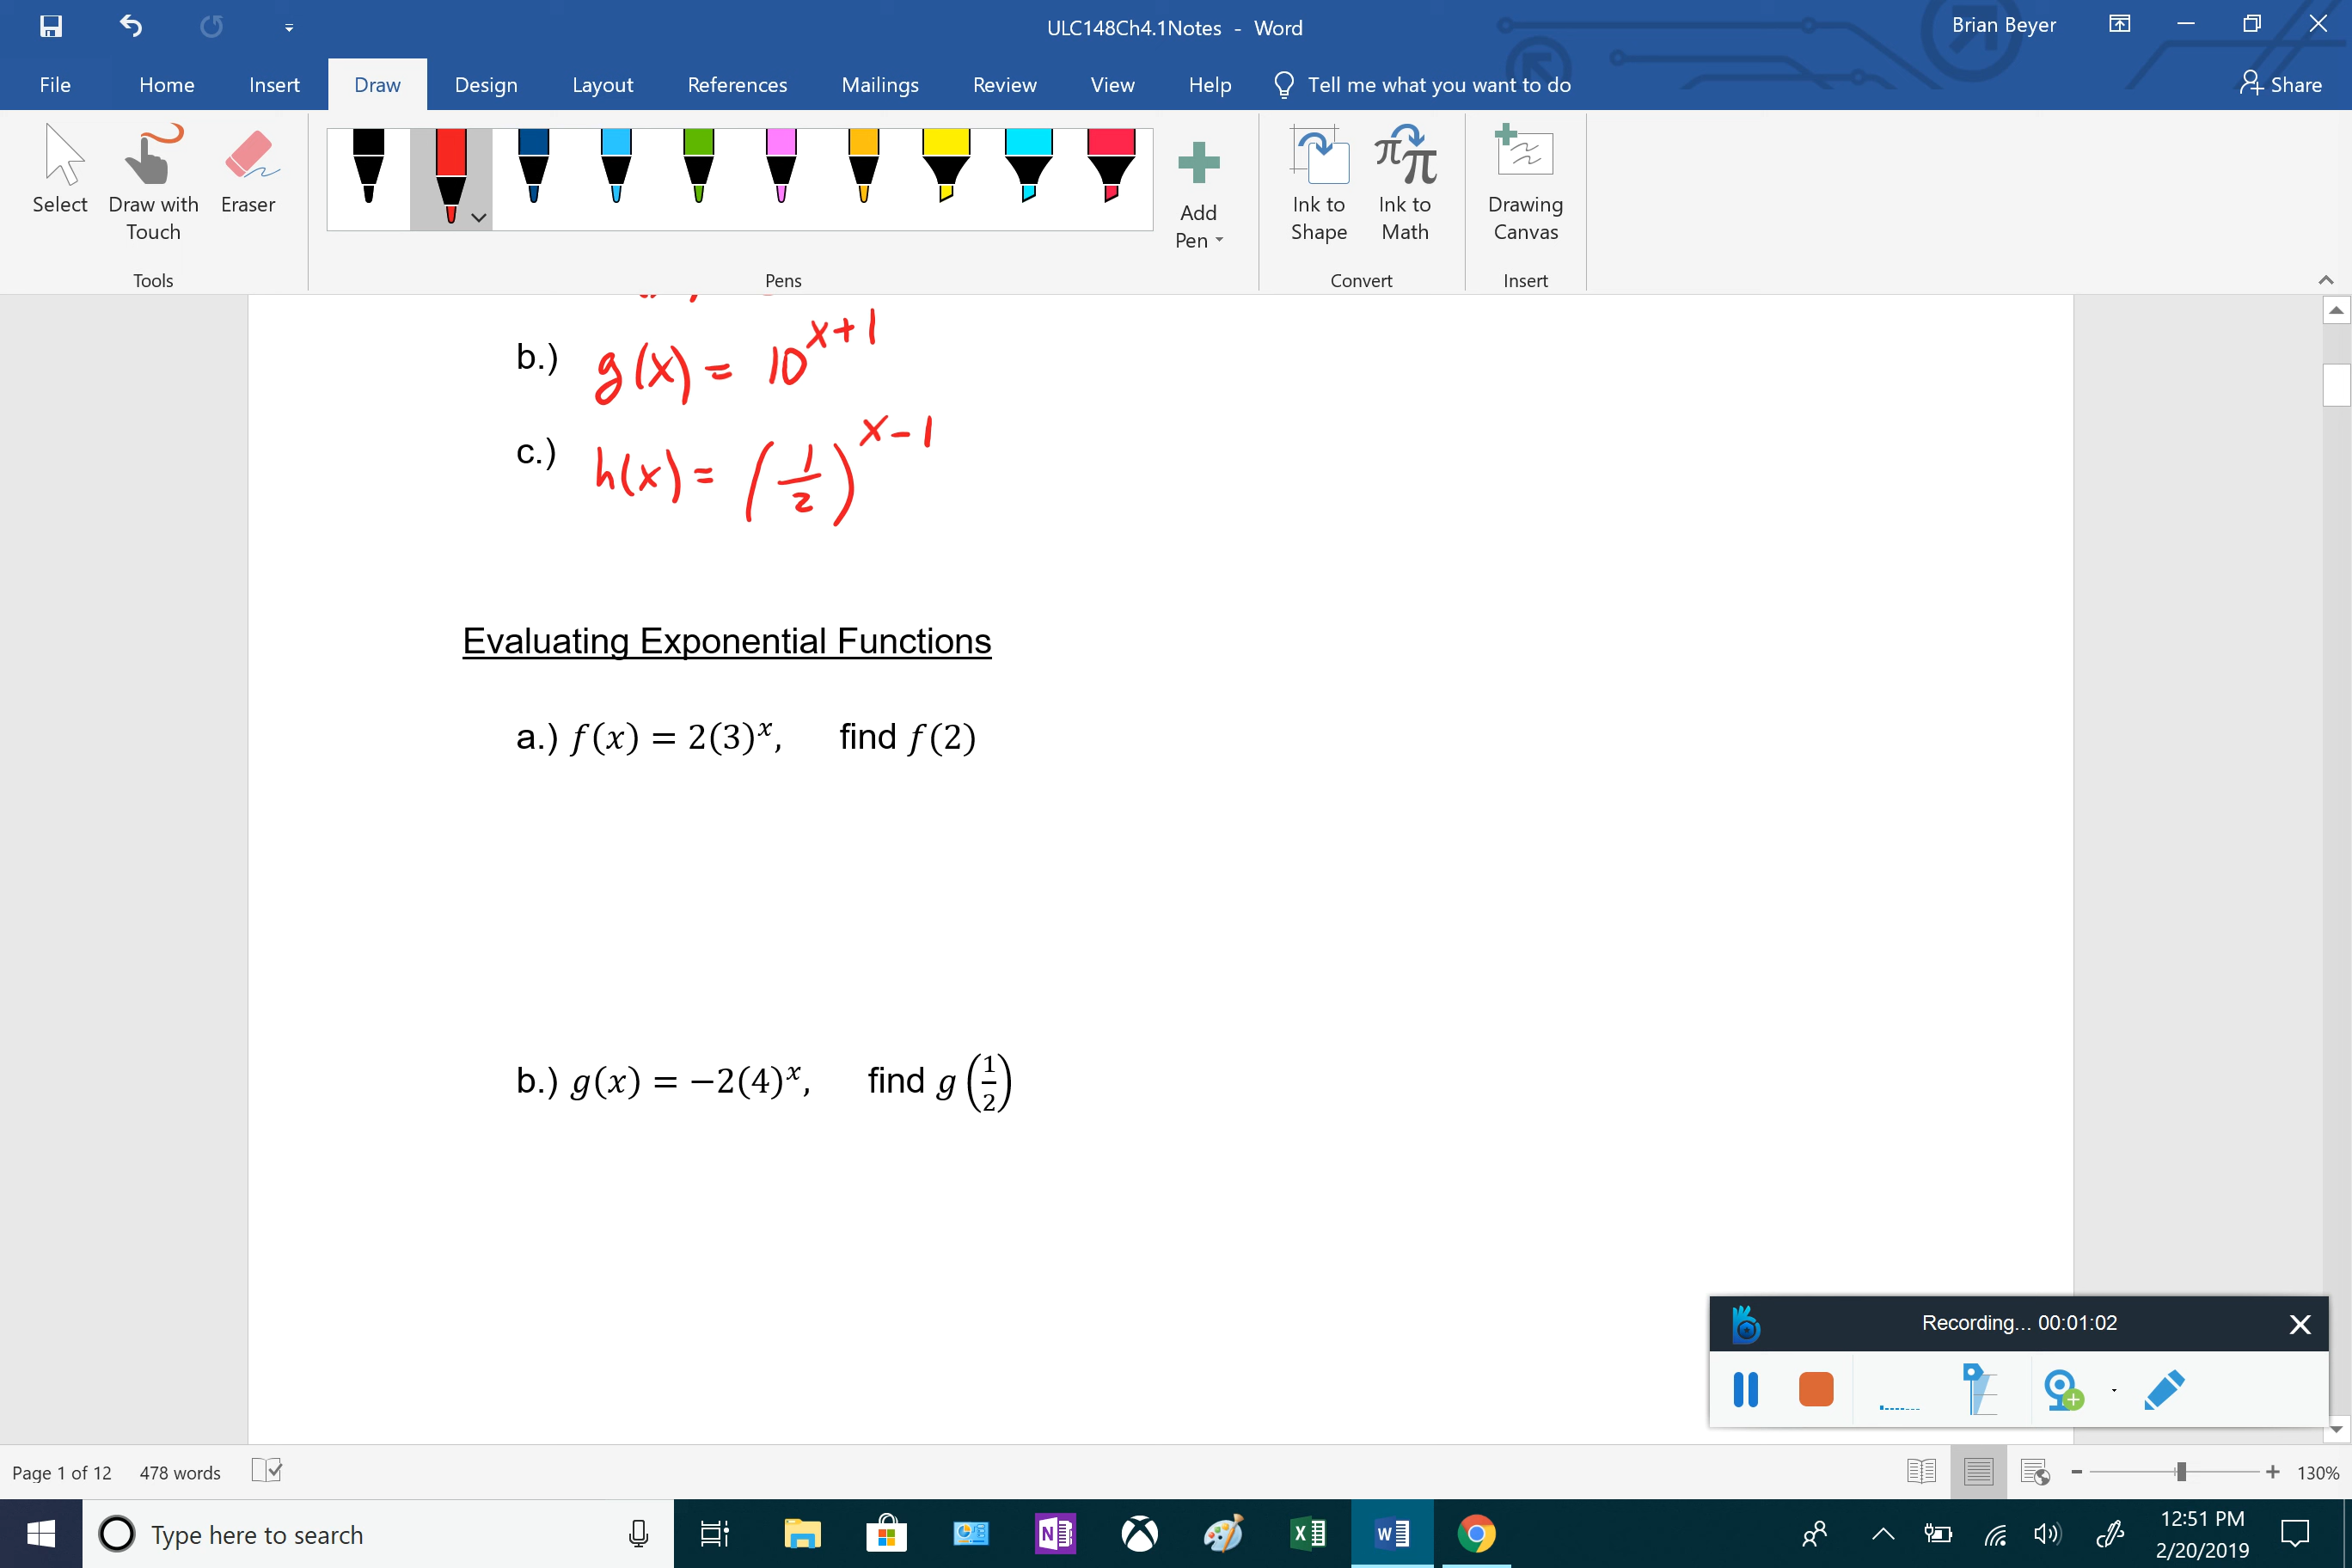 ULC148Ch4.1Notes - Word
Brian Beyer
File Home Insert Draw Design Layout References Mailings Review View Help Tell me what you want to do Share
Select Draw with Touch Eraser
Add Pen
Ink to Shape Ink to Math
Drawing Canvas
Tools Pens Convert Insert
b.) g(x) = 10^{x+1}
c.) h(x) = (1/2)^{x-1}
Evaluating Exponential Functions
a.) f(x) = 2(3)^x, find f(2)
b.) g(x) = −2(4)^x, find g(1/2)
Recording... 00:01:02
Page 1 of 12 478 words
130%
Type here to search
12:51 PM
2/20/2019